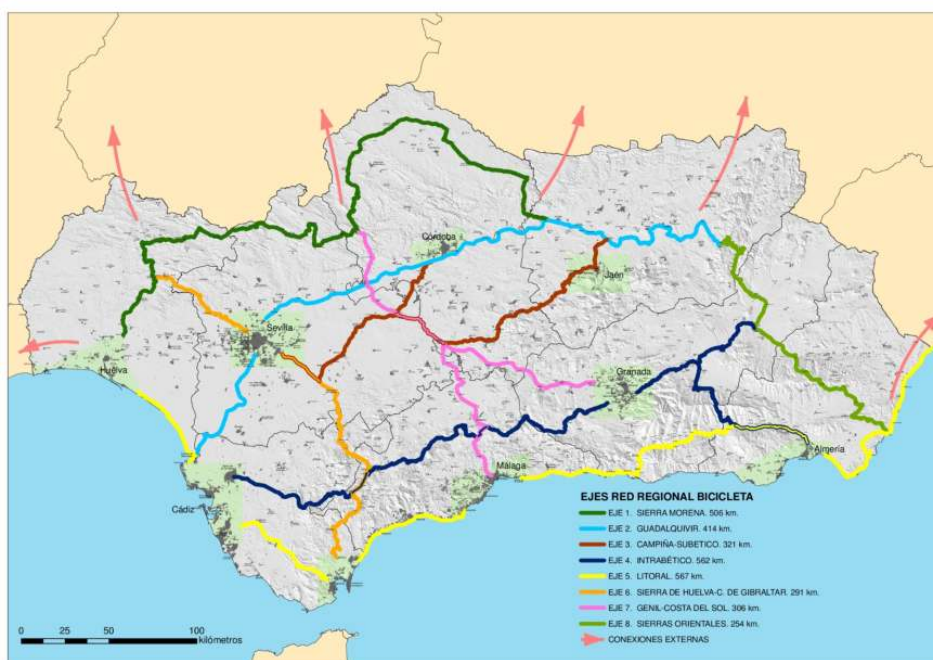 Córdoba
Jaén
Sevilla
Huelva
Granada
Almería
Málaga
Cádiz
EJES RED REGIONAL BICICLETA
EJE 1. SIERRA MORENA. 506 km.
EJE 2. GUADALQUIVIR. 414 km.
EJE 3. CAMPIÑA-SUBETICO. 321 km.
EJE 4. INTRABÉTICO. 562 km.
EJE 5. LITORAL. 567 km.
EJE 6. SIERRA DE HUELVA-C. DE GIBRALTAR. 291 km.
EJE 7. GENIL-COSTA DEL SOL. 306 km.
EJE 8. SIERRAS ORIENTALES. 254 km.
CONEXIONES EXTERNAS
0 25 50 100
kilómetros